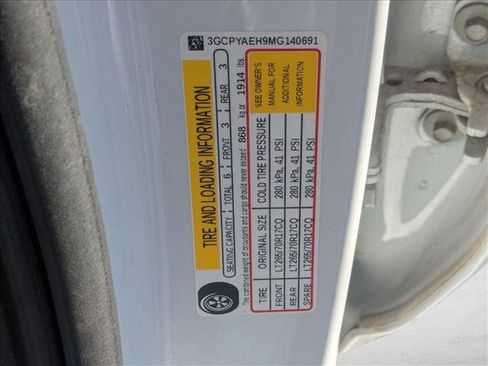 3GCPYAEH9MG140691
TIRE AND LOADING INFORMATION
SEATING CAPACITY TOTAL 6 FRONT 3 REAR 3
The combined weight of occupants and cargo should never exceed 868 kg or 1914 lbs
TIRE ORIGINAL SIZE COLD TIRE PRESSURE
FRONT LT265/70R17CQ 280 kPa, 41 PSI
REAR LT265/70R17CQ 280 kPa, 41 PSI
SPARE LT265/70R17CQ 280 kPa, 41 PSI
SEE OWNER'S
MANUAL FOR
ADDITIONAL
INFORMATION